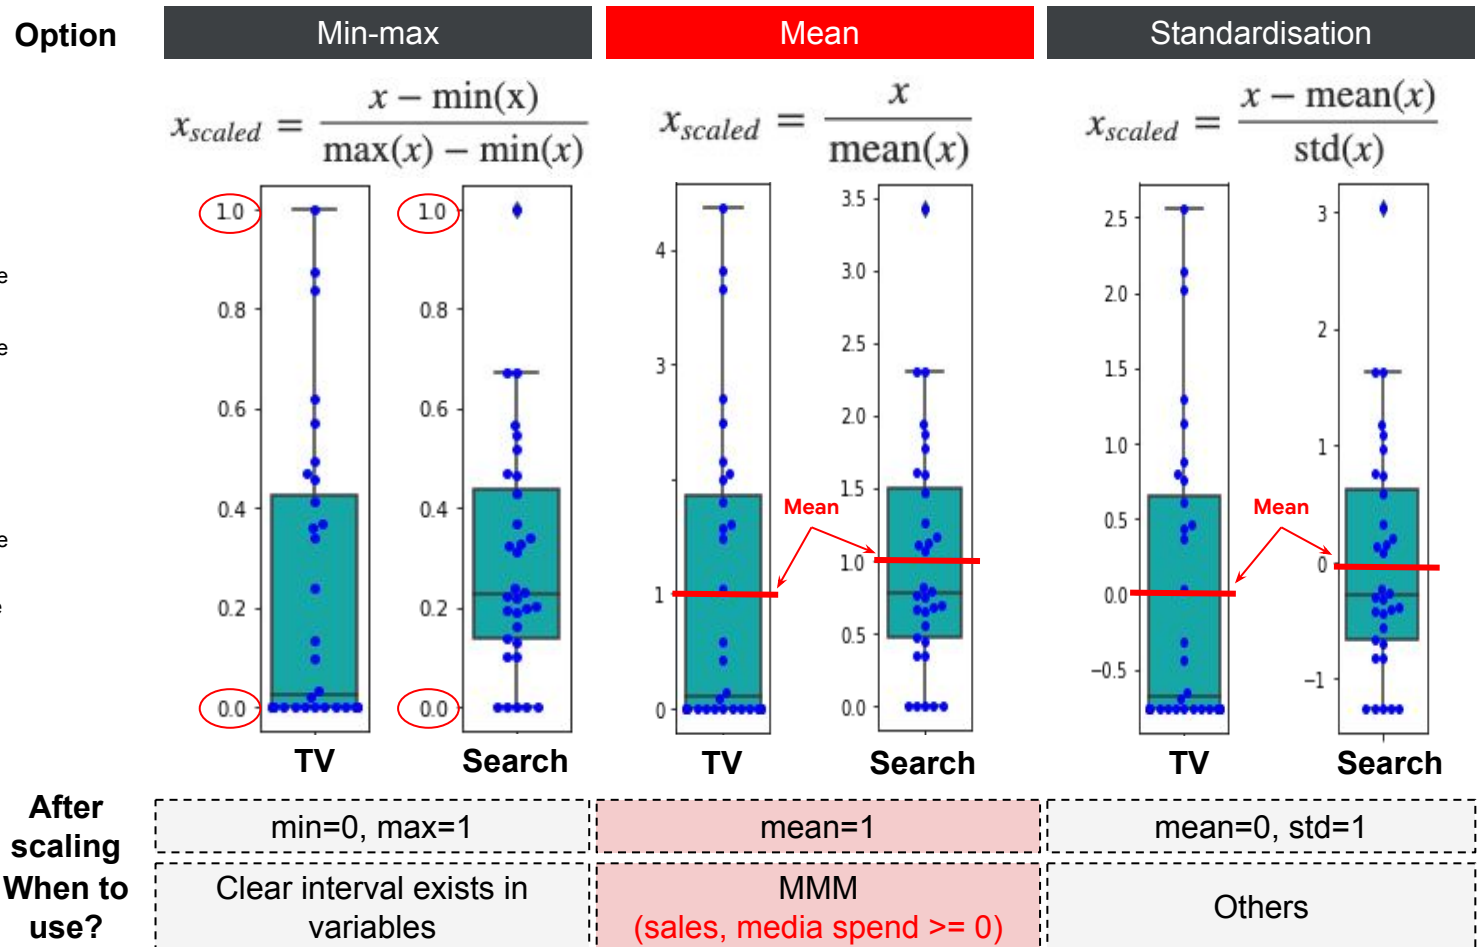 Option
Min-max
Mean
Standardisation
x_scaled = (x − min(x)) / (max(x) − min(x))
x_scaled = x / mean(x)
x_scaled = (x − mean(x)) / std(x)
1.0
0.8
0.6
0.4
0.2
0.0
TV
1.0
0.8
0.6
0.4
0.2
0.0
Search
4
3
1
0
TV
3.5
3.0
2.5
2.0
1.5
1.0
0.5
0.0
Search
Mean
2.5
2.0
1.5
1.0
0.5
0.0
−0.5
TV
3
2
1
0
−1
Search
Mean
e
e
e
e
After
scaling
min=0, max=1
mean=1
mean=0, std=1
When to
use?
Clear interval exists in
variables
MMM
(sales, media spend >= 0)
Others